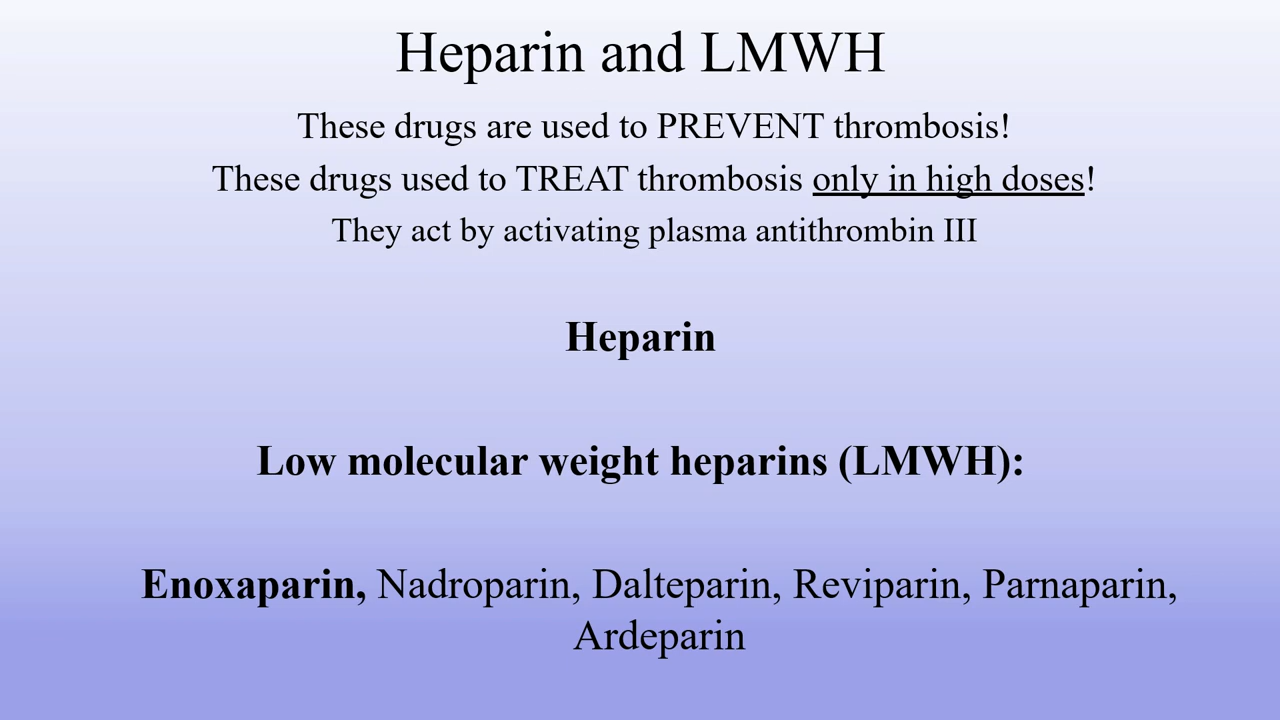 Heparin and LMWH
These drugs are used to PREVENT thrombosis!
These drugs used to TREAT thrombosis only in high doses!
They act by activating plasma antithrombin III
Heparin
Low molecular weight heparins (LMWH):
Enoxaparin, Nadroparin, Dalteparin, Reviparin, Parnaparin,
Ardeparin